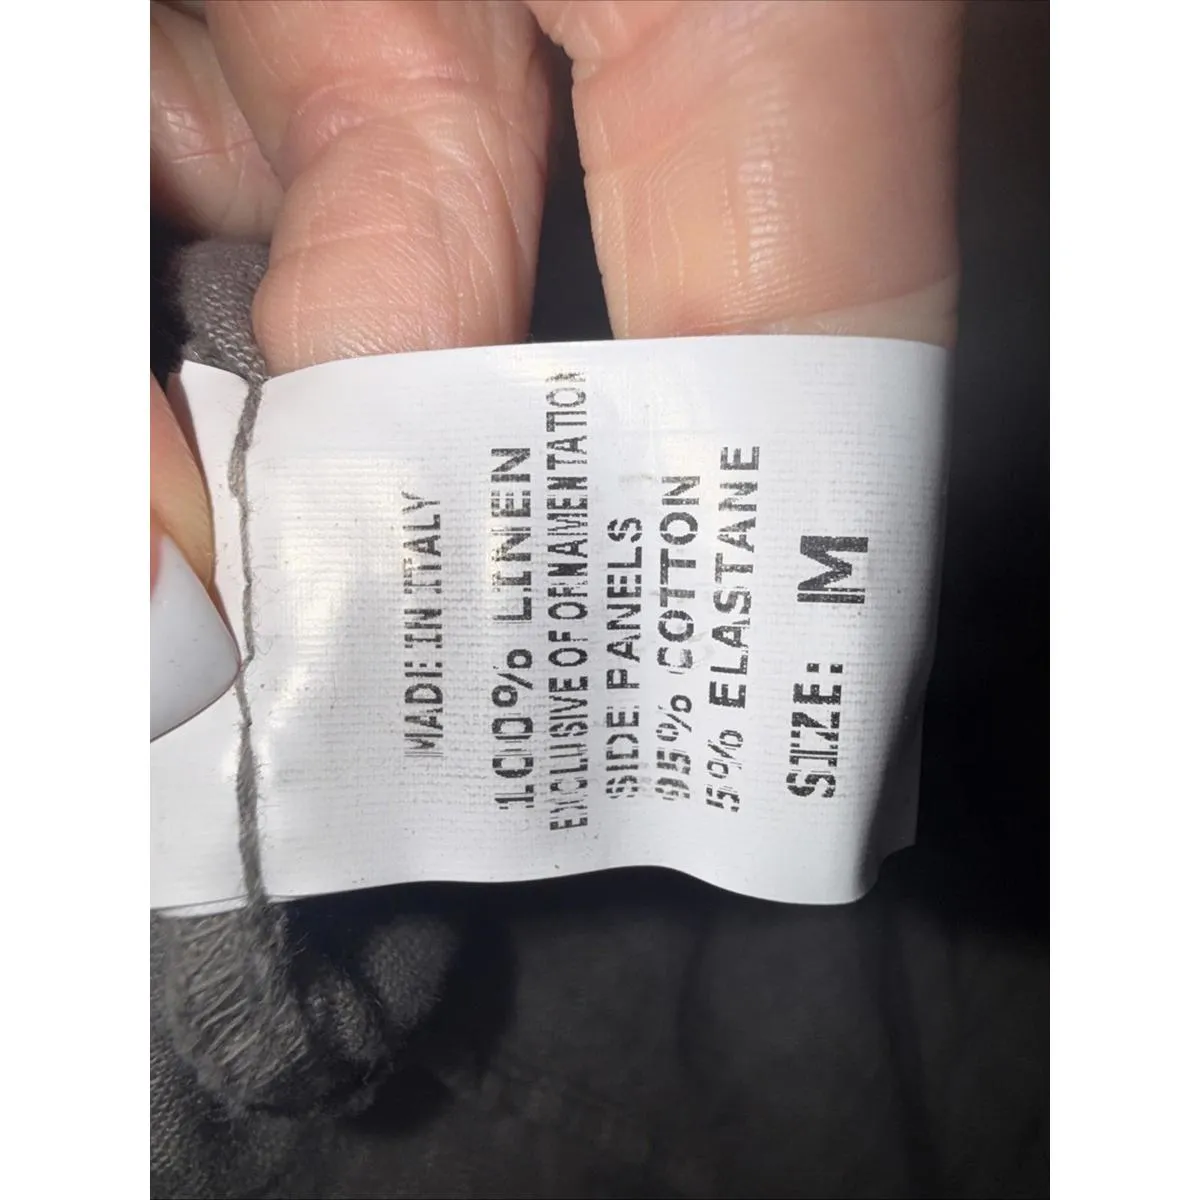 MADE IN ITALY
100% LINEN
EXCLUSIVE OF ORNAMENTATION
SIDE PANELS
95% COTTON
5% ELASTANE
SIZE: M